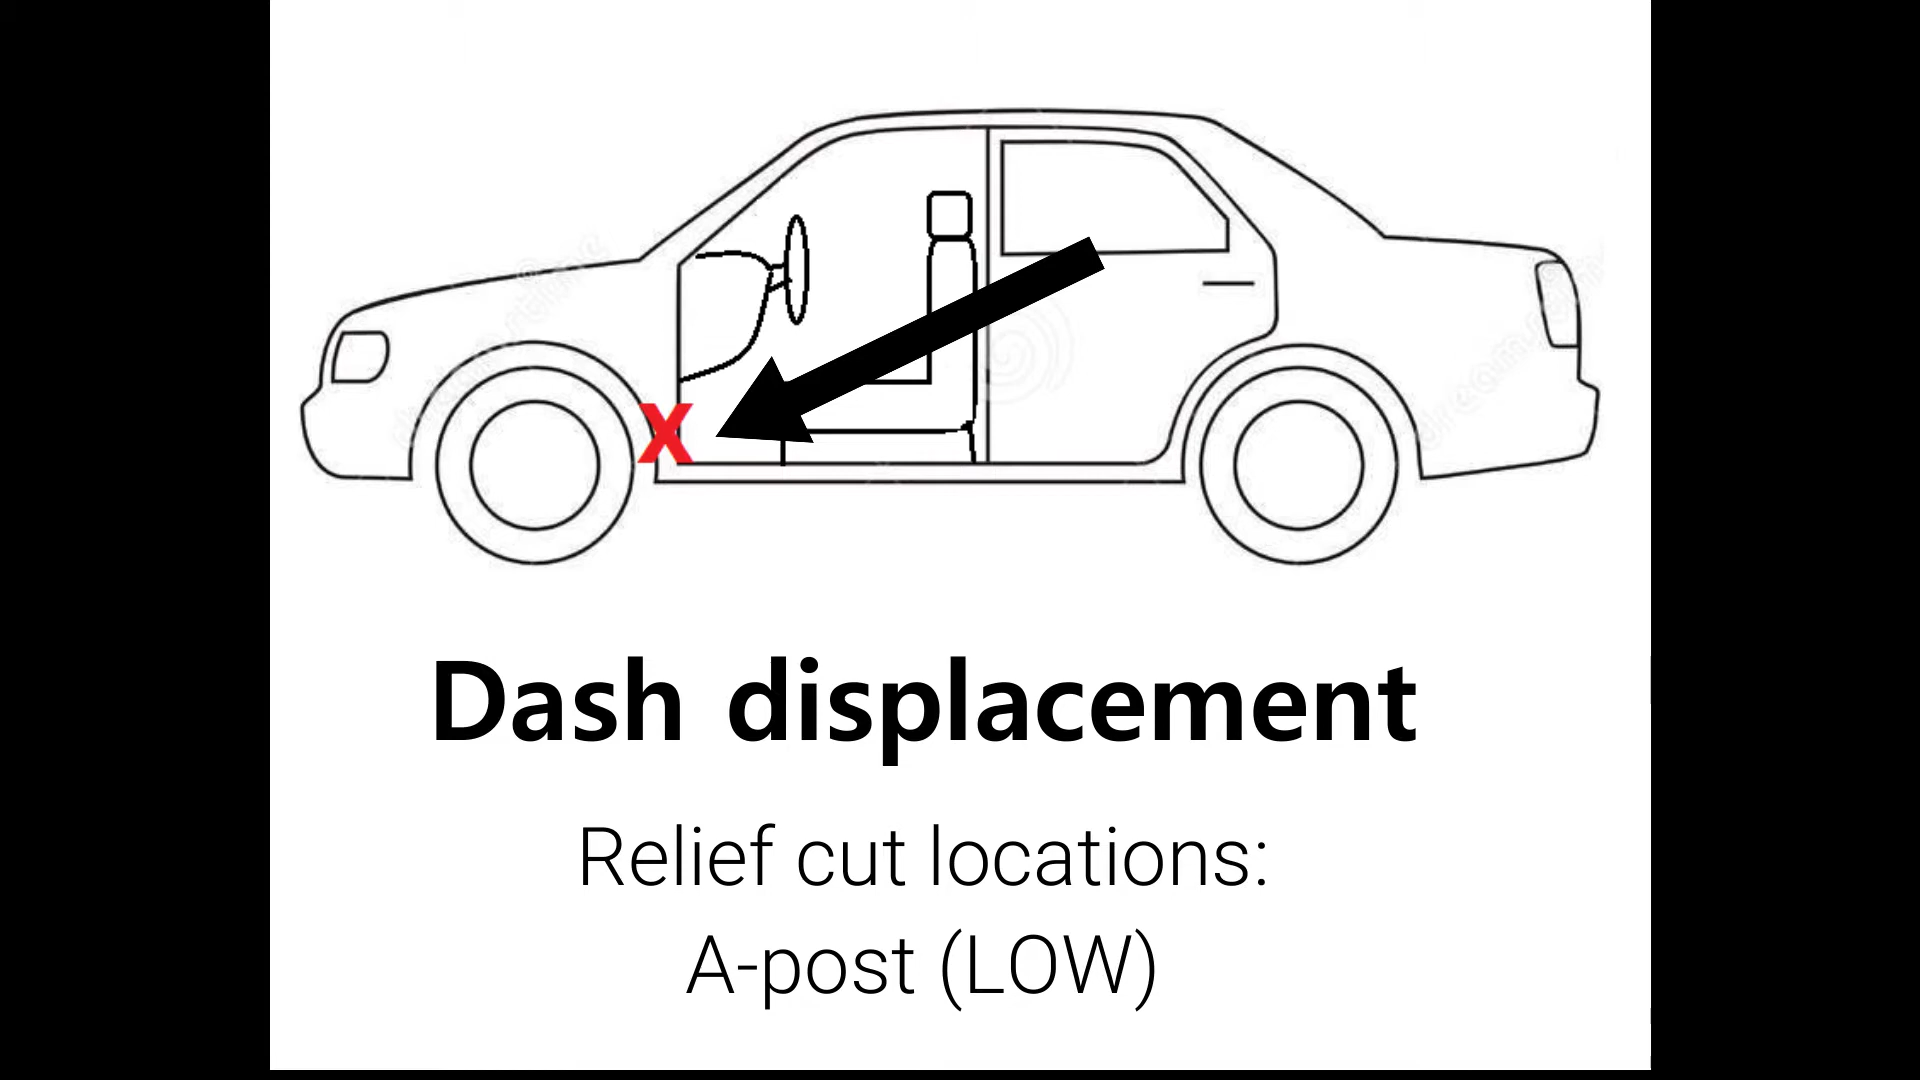 X
Dash displacement
Relief cut locations:
A-post (LOW)